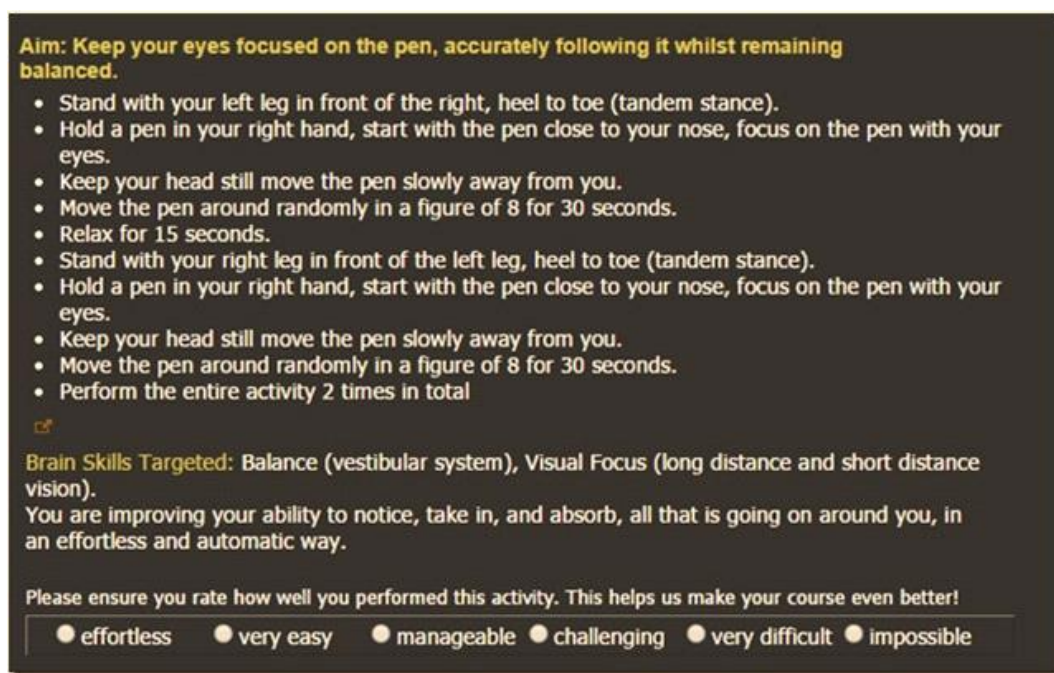 Aim: Keep your eyes focused on the pen, accurately following it whilst remaining
balanced.
• Stand with your left leg in front of the right, heel to toe (tandem stance).
• Hold a pen in your right hand, start with the pen close to your nose, focus on the pen with your
eyes.
• Keep your head still move the pen slowly away from you.
• Move the pen around randomly in a figure of 8 for 30 seconds.
• Relax for 15 seconds.
• Stand with your right leg in front of the left leg, heel to toe (tandem stance).
• Hold a pen in your right hand, start with the pen close to your nose, focus on the pen with your
eyes.
• Keep your head still move the pen slowly away from you.
• Move the pen around randomly in a figure of 8 for 30 seconds.
• Perform the entire activity 2 times in total
Brain Skills Targeted: Balance (vestibular system), Visual Focus (long distance and short distance
vision).
You are improving your ability to notice, take in, and absorb, all that is going on around you, in
an effortless and automatic way.
Please ensure you rate how well you performed this activity. This helps us make your course even better!
effortless very easy manageable challenging very difficult impossible